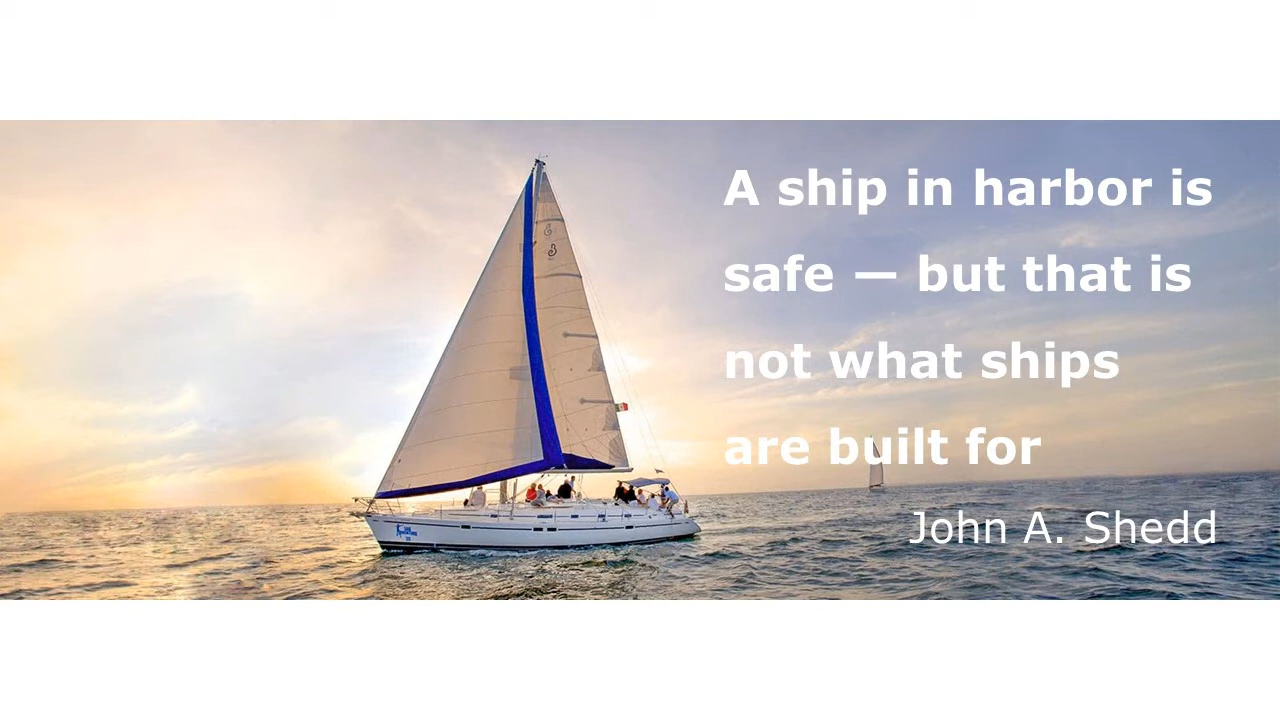 A ship in harbor is
safe — but that is
not what ships
are built for
John A. Shedd